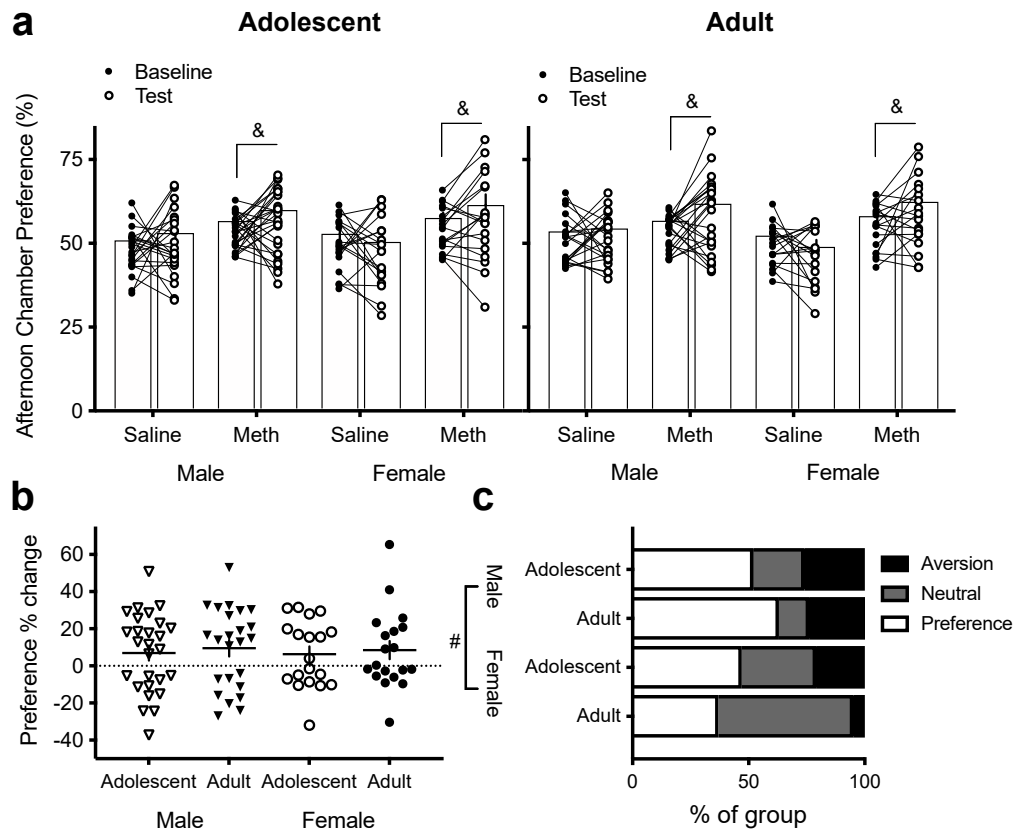 a
Adolescent
Adult
Baseline
Test
Baseline
Test
Afternoon Chamber Preference (%)
75
50
25
0
&
&
&
&
Saline
Meth
Saline
Meth
Saline
Meth
Saline
Meth
Male
Female
Male
Female
b
Preference % change
60
40
20
0
-20
-40
Adolescent
Adult
Adolescent
Adult
Male
Female
c
#
Male
Female
Adolescent
Adult
Adolescent
Adult
0
50
100
% of group
Aversion
Neutral
Preference